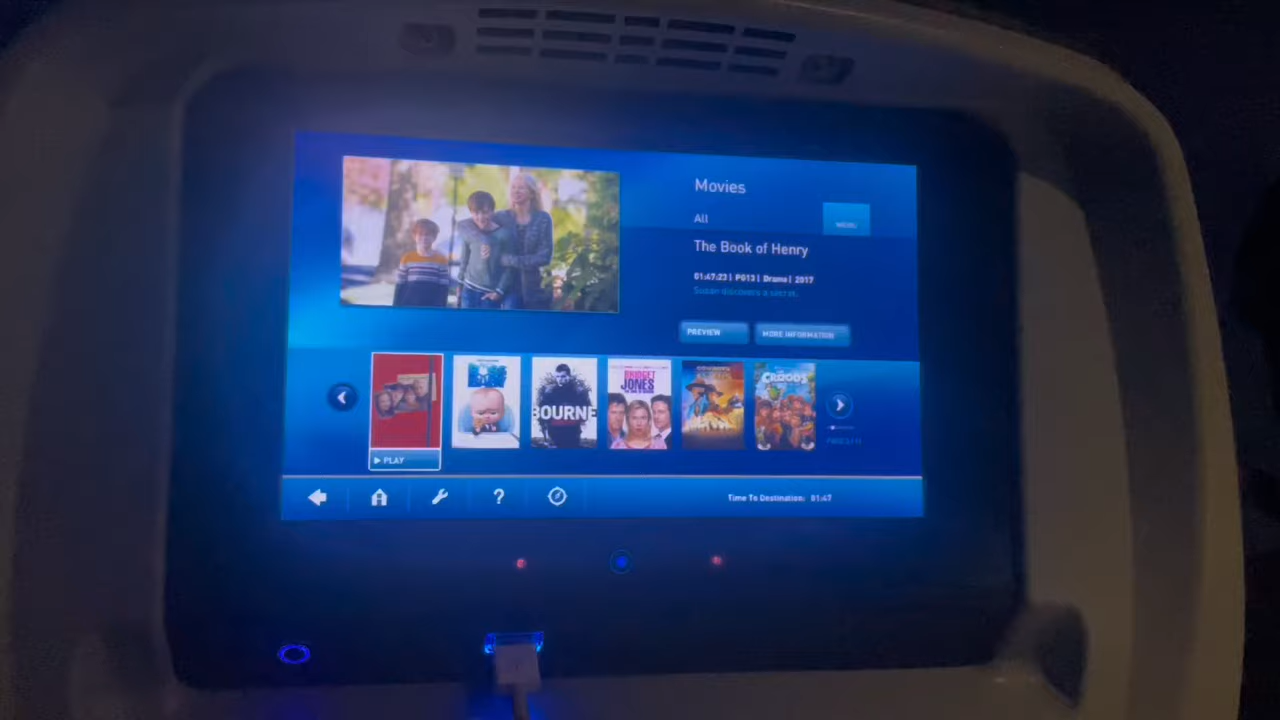 Movies
All
MENU
The Book of Henry
01:47:23 | PG13 | Drama | 2017
Susan discovers a secret.
PREVIEW
MORE INFORMATION
BOURNE
BRIDGET
JONES
CROODS
PLAY
Time To Destination: 01:47